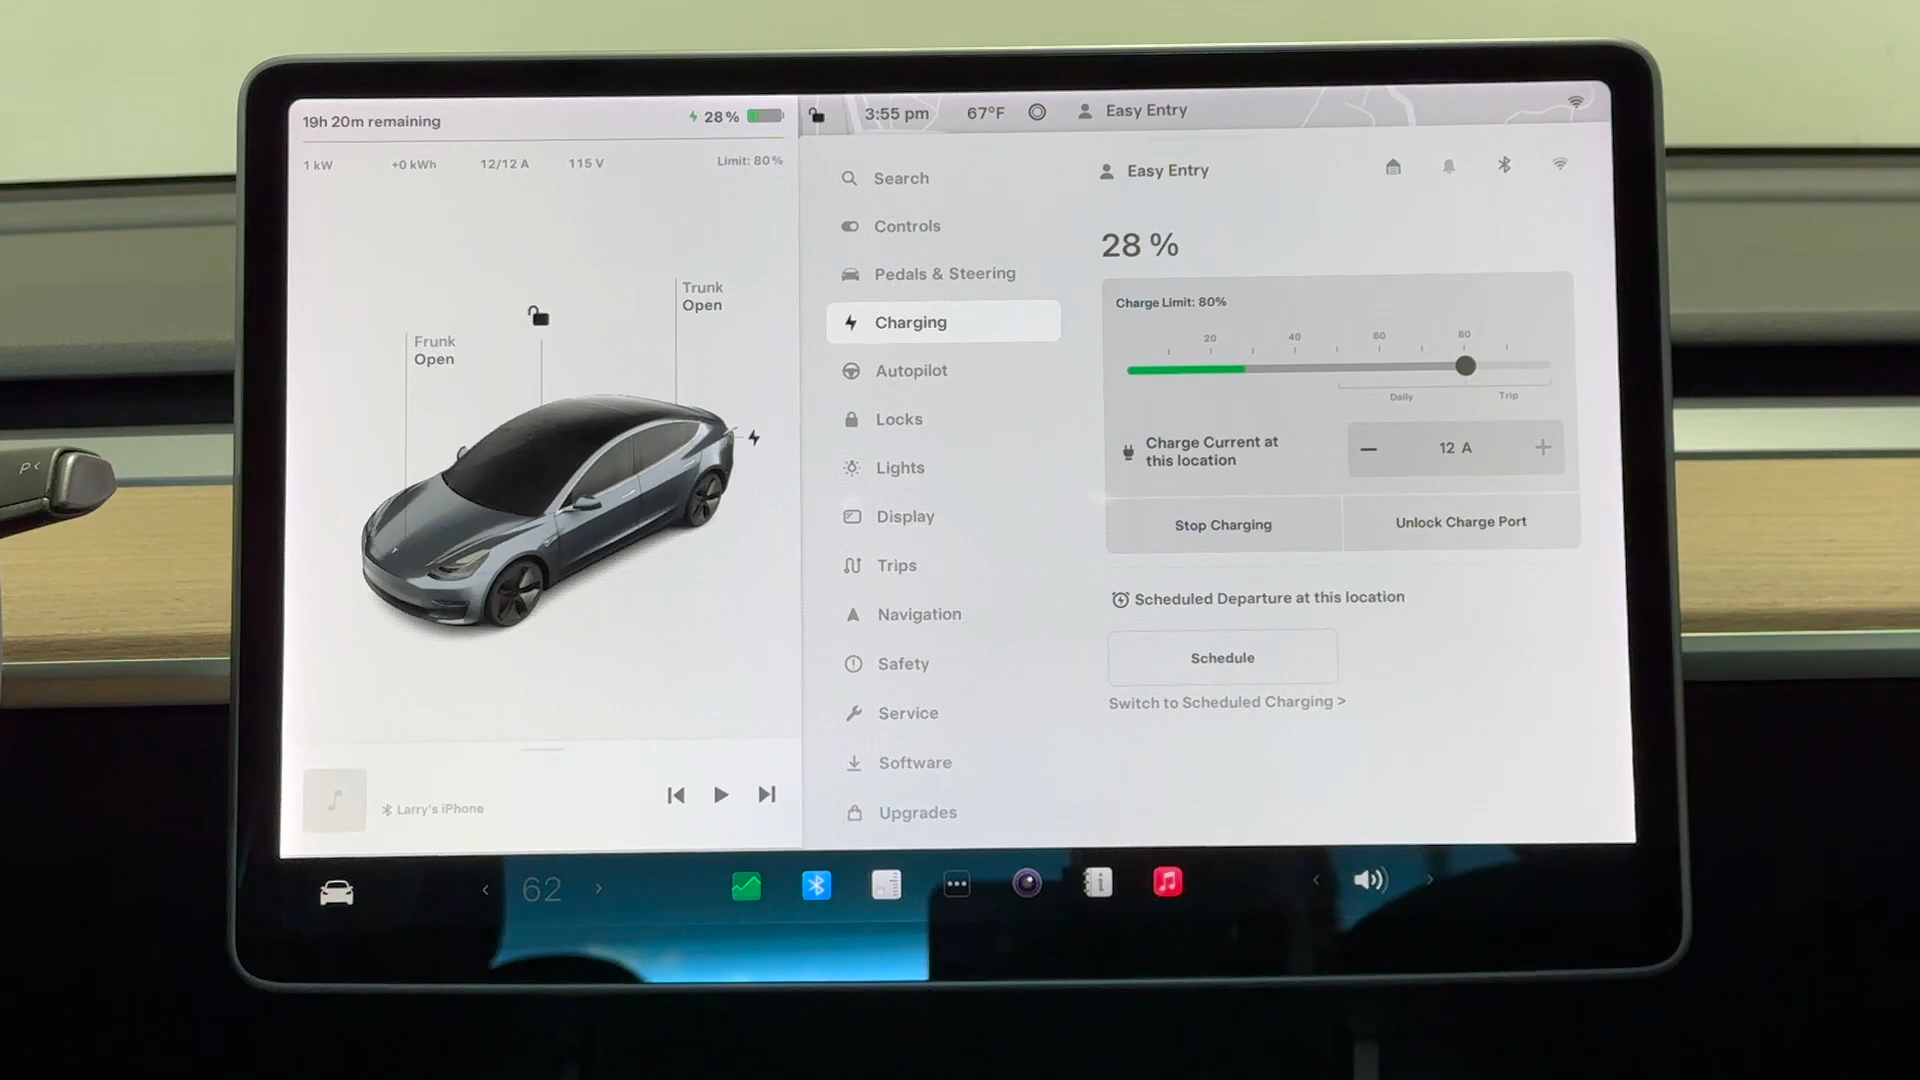 19h 20m remaining
28 %
1 kW
+0 kWh
12/12 A
115 V
Limit: 80%
Trunk
Open
Frunk
Open
Larry's iPhone
3:55 pm
67°F
Easy Entry
Search
Controls
Pedals & Steering
Charging
Autopilot
Locks
Lights
Display
Trips
Navigation
Safety
Service
Software
Upgrades
Easy Entry
28 %
Charge Limit: 80%
20 40 60 80
Daily Trip
Charge Current at
this location
12 A
Stop Charging
Unlock Charge Port
Scheduled Departure at this location
Schedule
Switch to Scheduled Charging >
62
P